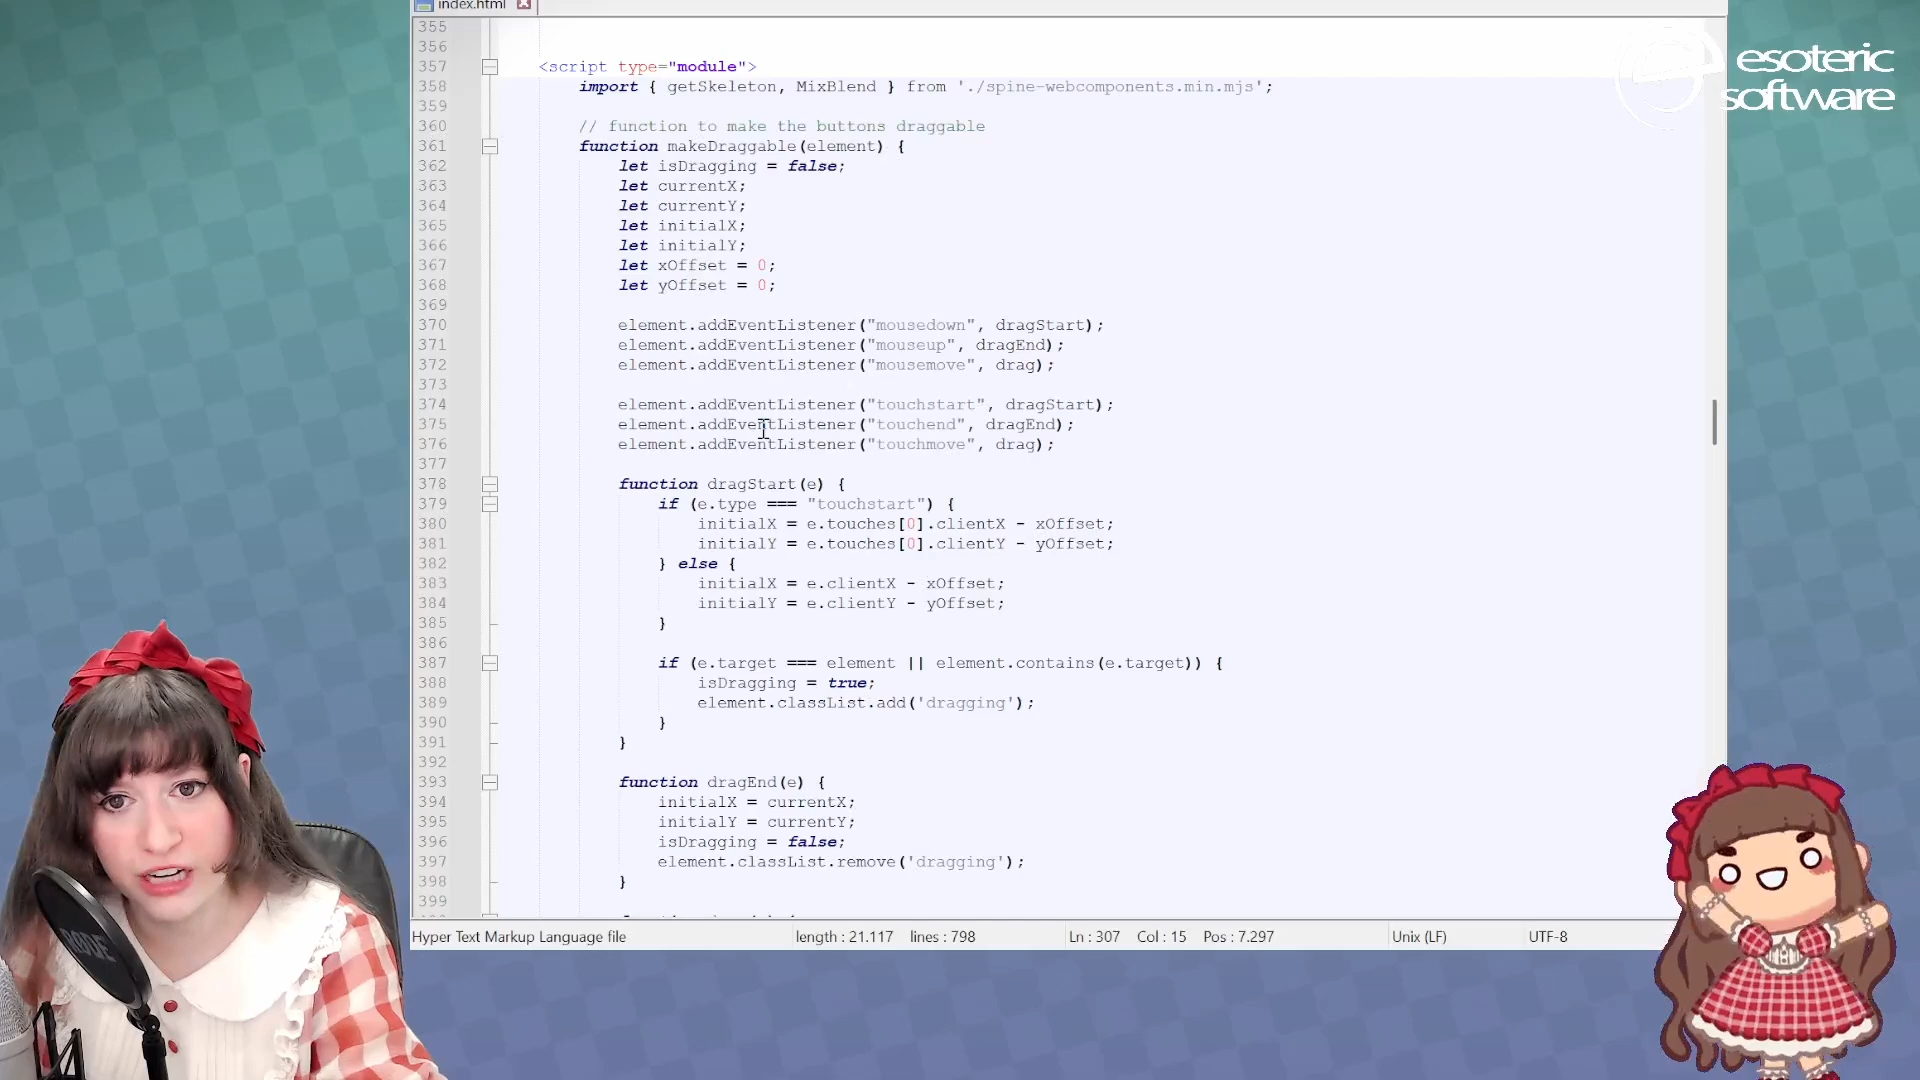 index.html
355
356
357 <script type="module">
358 import { getSkeleton, MixBlend } from './spine-webcomponents.min.mjs';
359
360 // function to make the buttons draggable
361 function makeDraggable(element) {
362 let isDragging = false;
363 let currentX;
364 let currentY;
365 let initialX;
366 let initialY;
367 let xOffset = 0;
368 let yOffset = 0;
369
370 element.addEventListener("mousedown", dragStart);
371 element.addEventListener("mouseup", dragEnd);
372 element.addEventListener("mousemove", drag);
373
374 element.addEventListener("touchstart", dragStart);
375 element.addEventListener("touchend", dragEnd);
376 element.addEventListener("touchmove", drag);
377
378 function dragStart(e) {
379 if (e.type === "touchstart") {
380 initialX = e.touches[0].clientX - xOffset;
381 initialY = e.touches[0].clientY - yOffset;
382 } else {
383 initialX = e.clientX - xOffset;
384 initialY = e.clientY - yOffset;
385 }
386
387 if (e.target === element || element.contains(e.target)) {
388 isDragging = true;
389 element.classList.add('dragging');
390 }
391 }
392
393 function dragEnd(e) {
394 initialX = currentX;
395 initialY = currentY;
396 isDragging = false;
397 element.classList.remove('dragging');
398 }
399
Hyper Text Markup Language file length : 21.117 lines : 798 Ln : 307 Col : 15 Pos : 7.297 Unix (LF) UTF-8
esoteric
software
RODE